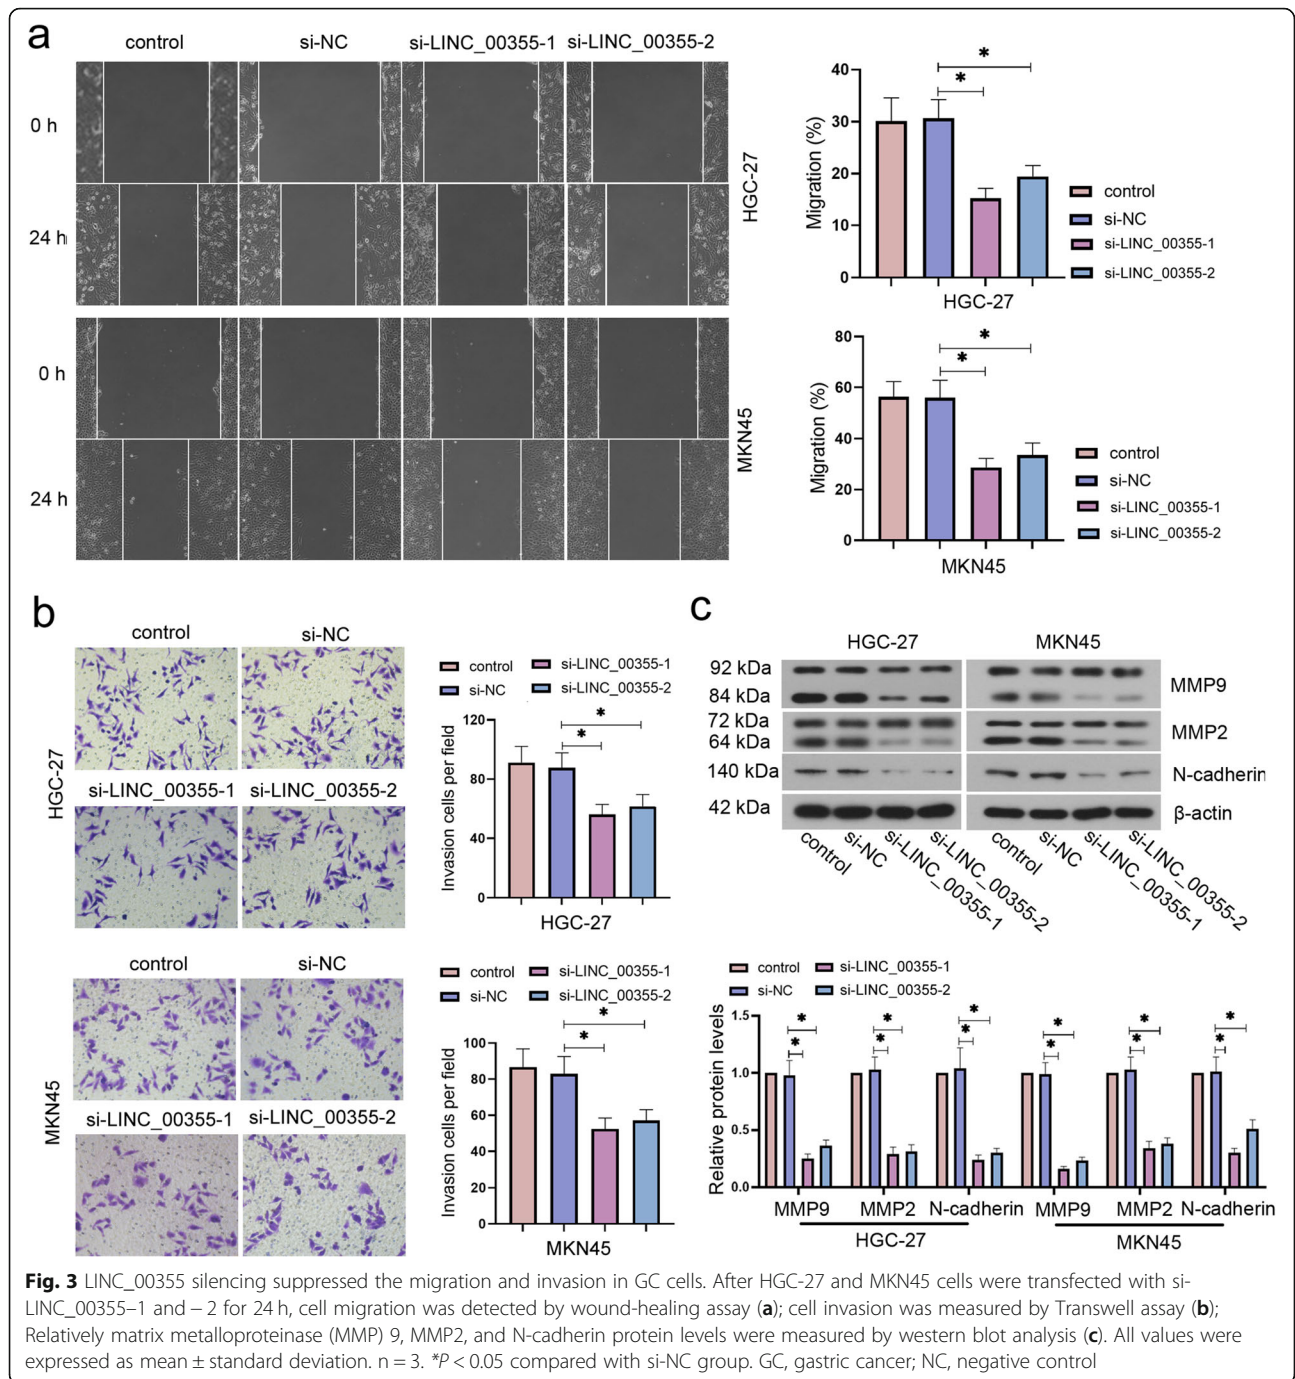 a
control si-NC si-LINC_00355-1 si-LINC_00355-2
0 h
24 h
HGC-27
0 h
24 h
MKN45
Migration (%)
40
30
20
10
0
*
*
HGC-27
control
si-NC
si-LINC_00355-1
si-LINC_00355-2
Migration (%)
80
60
40
20
0
*
*
MKN45
control
si-NC
si-LINC_00355-1
si-LINC_00355-2
b
control si-NC
HGC-27
si-LINC_00355-1 si-LINC_00355-2
control si-LINC_00355-1
si-NC si-LINC_00355-2
Invasion cells per field
120
80
40
0
*
*
HGC-27
control si-NC
MKN45
si-LINC_00355-1 si-LINC_00355-2
control si-LINC_00355-1
si-NC si-LINC_00355-2
Invasion cells per field
100
80
60
40
20
0
*
*
MKN45
c
HGC-27 MKN45
92 kDa
84 kDa
MMP9
72 kDa
64 kDa
MMP2
140 kDa
N-cadherin
42 kDa
β-actin
control si-NC si-LINC_00355-1 si-LINC_00355-2 control si-NC si-LINC_00355-1 si-LINC_00355-2
control si-LINC_00355-1
si-NC si-LINC_00355-2
Relative protein levels
1.5
1.0
0.5
0.0
* * * * * *
* * * * * *
MMP9 MMP2 N-cadherin MMP9 MMP2 N-cadherin
HGC-27 MKN45
Fig. 3 LINC_00355 silencing suppressed the migration and invasion in GC cells. After HGC-27 and MKN45 cells were transfected with si-
LINC_00355–1 and − 2 for 24 h, cell migration was detected by wound-healing assay (a); cell invasion was measured by Transwell assay (b);
Relatively matrix metalloproteinase (MMP) 9, MMP2, and N-cadherin protein levels were measured by western blot analysis (c). All values were
expressed as mean ± standard deviation. n = 3. *P < 0.05 compared with si-NC group. GC, gastric cancer; NC, negative control